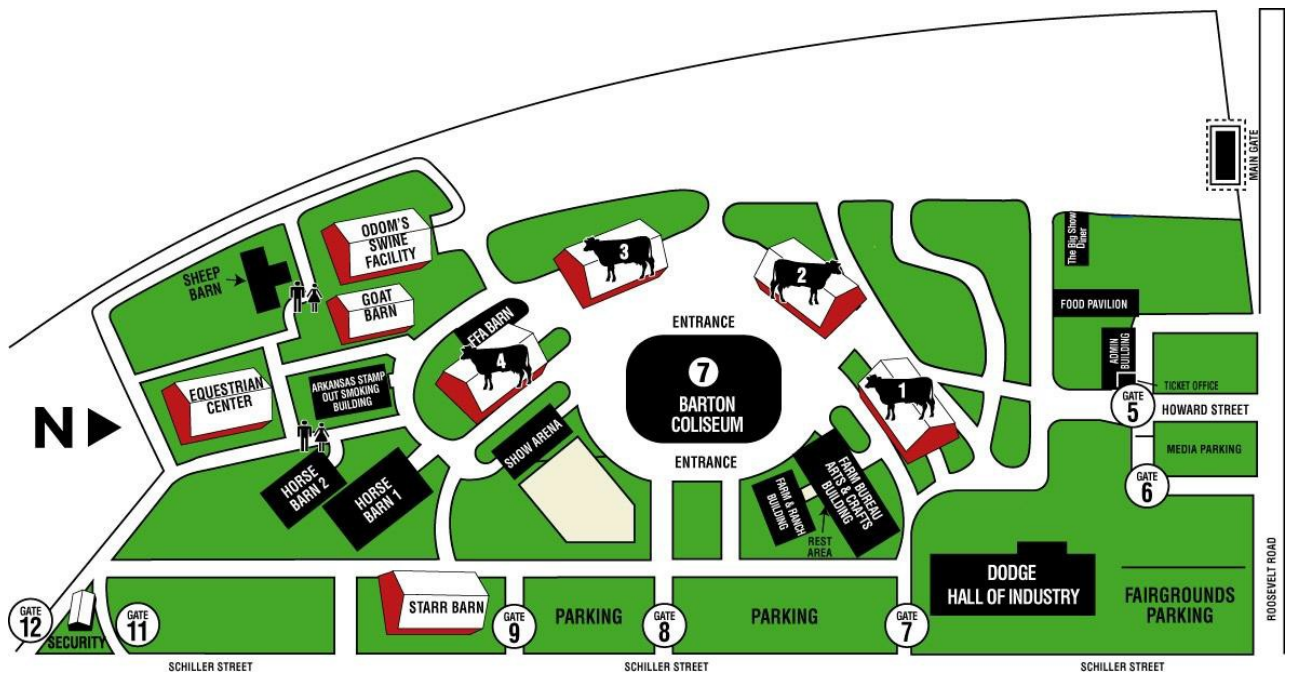 MAIN GATE
ROOSEVELT ROAD
ODOM'S
SWINE
FACILITY
SHEEP
BARN
GOAT
BARN
3
2
The Big Show
Diner
FOOD PAVILION
ADMIN
BUILDING
TICKET OFFICE
GATE
5
HOWARD STREET
MEDIA PARKING
GATE
6
FFA BARN
4
ENTRANCE
7
BARTON
COLISEUM
ENTRANCE
1
EQUESTRIAN
CENTER
ARKANSAS STAMP
OUT SMOKING
BUILDING
N
HORSE
BARN 2
HORSE
BARN 1
SHOW ARENA
FARM & RANCH
BUILDING
REST
AREA
FARM BUREAU
ARTS & CRAFTS
BUILDING
DODGE
HALL OF INDUSTRY
FAIRGROUNDS
PARKING
GATE
12
SECURITY
GATE
11
STARR BARN
GATE
9
PARKING
GATE
8
PARKING
GATE
7
SCHILLER STREET
SCHILLER STREET
SCHILLER STREET